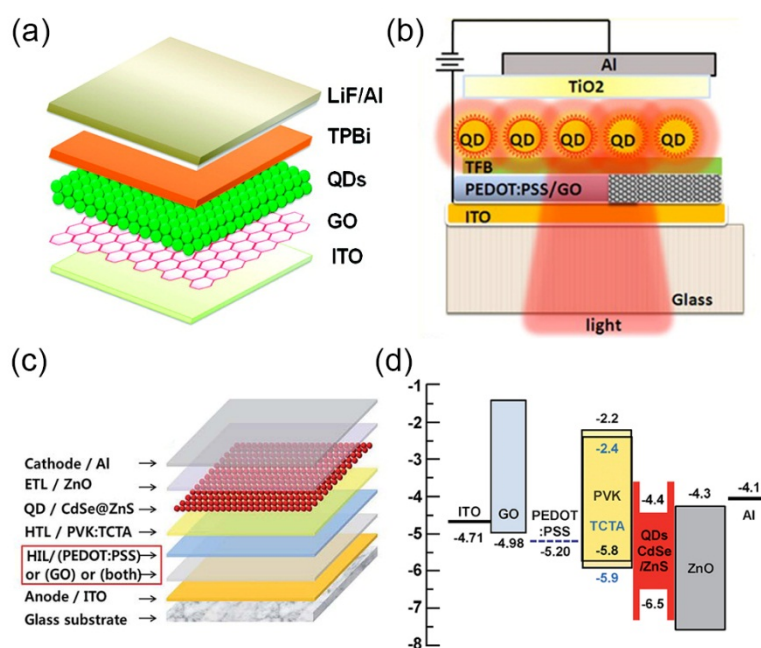 (a)
LiF/Al
TPBi
QDs
GO
ITO
(b)
Al
TiO2
QD QD QD QD QD
TFB
PEDOT:PSS/GO
ITO
Glass
light
(c)
Cathode / Al
ETL / ZnO
QD / CdSe@ZnS
HTL / PVK:TCTA
HIL/ (PEDOT:PSS)
or (GO) or (both)
Anode / ITO
Glass substrate
(d)
-1
-2
-3
-4
-5
-6
-7
-8
ITO
-4.71
GO
-4.98
PEDOT
:PSS
-5.20
-2.2
-2.4
PVK
TCTA
-5.8
-5.9
-4.4
QDs
CdSe
/ZnS
-6.5
-4.3
ZnO
-4.1
Al